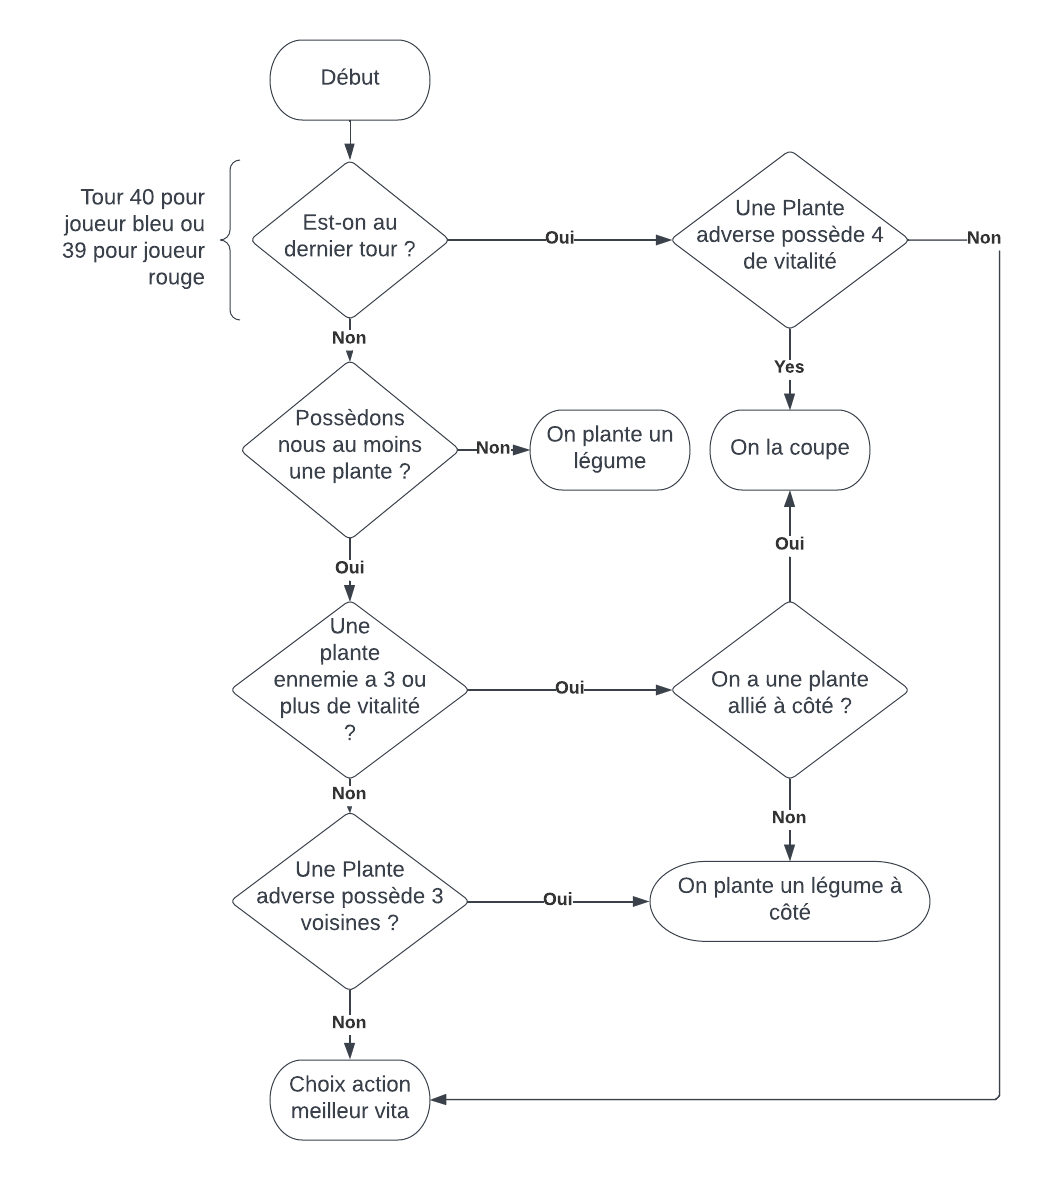 Début
Tour 40 pour
joueur bleu ou
39 pour joueur
rouge
Est-on au
dernier tour ?
Oui
Une Plante
adverse possède 4
de vitalité
Non
Non
Yes
Possèdons
nous au moins
une plante ?
Non
On plante un
légume
On la coupe
Oui
Oui
Une
plante
ennemie a 3 ou
plus de vitalité
?
Oui
On a une plante
allié à côté ?
Non
Non
Une Plante
adverse possède 3
voisines ?
Oui
On plante un légume à
côté
Non
Choix action
meilleur vita